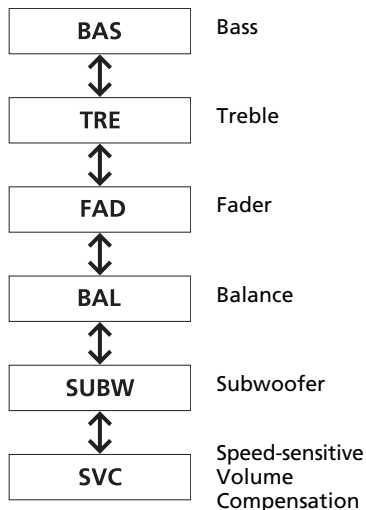 BAS Bass
TRE Treble
FAD Fader
BAL Balance
SUBW Subwoofer
SVC Speed-sensitive
Volume
Compensation